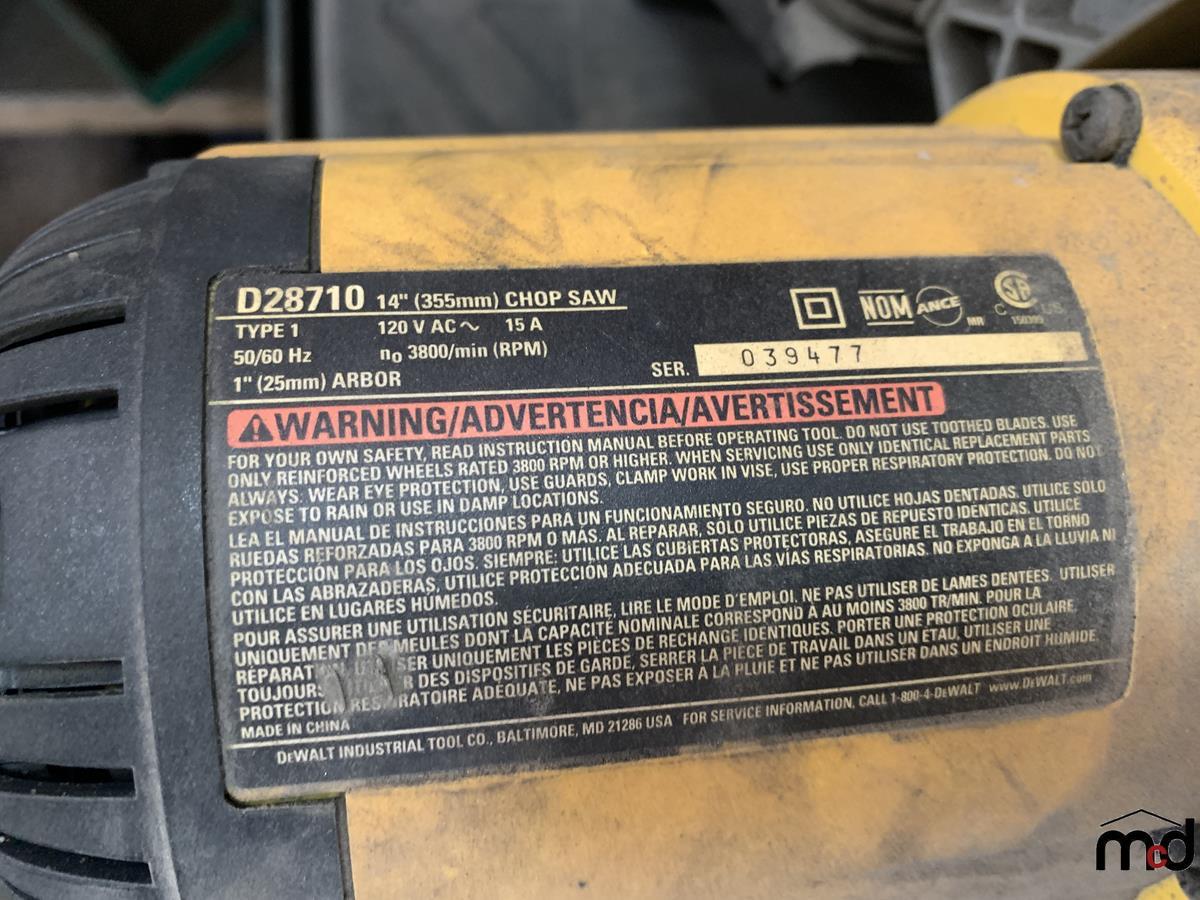 D28710 14" (355mm) CHOP SAW
TYPE 1 120 V AC~ 15 A
50/60 Hz n₀ 3800/min (RPM)
1" (25mm) ARBOR
NOM ANCE MR
C SA US
150399
SER. 039477
WARNING/ADVERTENCIA/AVERTISSEMENT
FOR YOUR OWN SAFETY, READ INSTRUCTION MANUAL BEFORE OPERATING TOOL. DO NOT USE TOOTHED BLADES. USE
ONLY REINFORCED WHEELS RATED 3800 RPM OR HIGHER. WHEN SERVICING USE ONLY IDENTICAL REPLACEMENT PARTS
ALWAYS: WEAR EYE PROTECTION, USE GUARDS, CLAMP WORK IN VISE, USE PROPER RESPIRATORY PROTECTION. DO NOT
EXPOSE TO RAIN OR USE IN DAMP LOCATIONS.
LEA EL MANUAL DE INSTRUCCIONES PARA UN FUNCIONAMIENTO SEGURO. NO UTILICE HOJAS DENTADAS. UTILICE SÓLO
RUEDAS REFORZADAS PARA 3800 RPM O MÁS. AL REPARAR, SÓLO UTILICE PIEZAS DE REPUESTO IDENTICAS. UTILICE
PROTECCIÓN PARA LOS OJOS. SIEMPRE: UTILICE LAS CUBIERTAS PROTECTORAS, ASEGURE EL TRABAJO EN EL TORNO
CON LAS ABRAZADERAS, UTILICE PROTECCIÓN ADECUADA PARA LAS VÍAS RESPIRATORIAS. NO EXPONGA A LA LLUVIA NI
UTILICE EN LUGARES HÚMEDOS.
POUR ASSURER UNE UTILISATION SÉCURITAIRE, LIRE LE MODE D'EMPLOI. NE PAS UTILISER DE LAMES DENTÉES. UTILISER
UNIQUEMENT DES MEULES DONT LA CAPACITÉ NOMINALE CORRESPOND À AU MOINS 3800 TR/MIN. POUR LA
RÉPARATION UTILISER UNIQUEMENT LES PIÈCES DE RECHANGE IDENTIQUES. PORTER UNE PROTECTION OCULAIRE,
TOUJOURS DES DISPOSITIFS DE GARDE, SERRER LA PIÈCE DE TRAVAIL DANS UN ETAU, UTILISER UNE
PROTECTION RESPIRATOIRE ADÉQUATE, NE PAS EXPOSER À LA PLUIE ET NE PAS UTILISER DANS UN ENDROIT HUMIDE.
MADE IN CHINA
DEWALT INDUSTRIAL TOOL CO., BALTIMORE, MD 21286 USA FOR SERVICE INFORMATION, CALL 1-800-4-DEWALT www.DEWALT.com
mcd